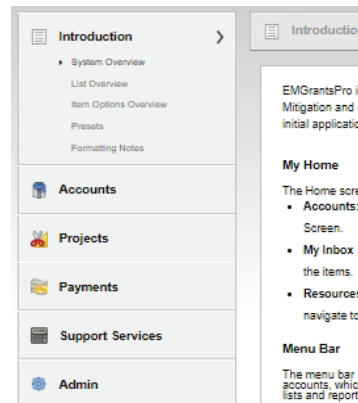 Introduction
System Overview
List Overview
Item Options Overview
Presets
Formatting Notes
Accounts
Projects
Payments
Support Services
Admin
Introductio
EMGrantsPro i
Mitigation and
initial applicatio
My Home
The Home scre
Accounts:
Screen.
My Inbox
the items.
Resources
navigate to
Menu Bar
The menu bar
accounts, whic
lists and report